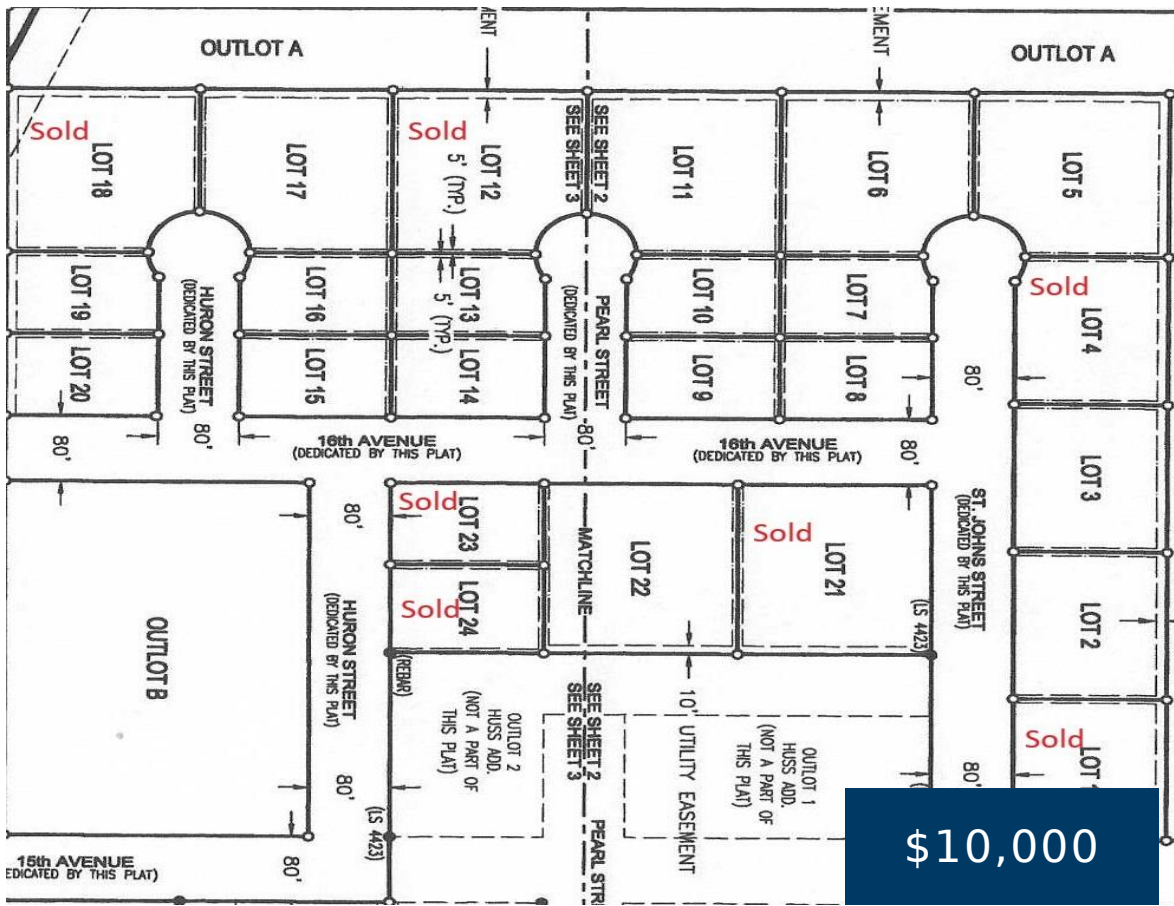 EMENT
EMENT
OUTLOT A
OUTLOT A
Sold
LOT 18
LOT 17
Sold
LOT 12
5' (TYP.)
SEE SHEET 2
SEE SHEET 3
LOT 11
LOT 6
LOT 5
LOT 19
HURON STREET
(DEDICATED BY THIS PLAT)
LOT 16
LOT 13
5' (TYP.)
PEARL STREET
(DEDICATED BY THIS PLAT)
LOT 10
LOT 7
Sold
LOT 4
LOT 20
LOT 15
LOT 14
LOT 9
LOT 8
80'
80'
80'
16th AVENUE
(DEDICATED BY THIS PLAT)
80'
16th AVENUE
(DEDICATED BY THIS PLAT)
80'
LOT 3
80'
Sold
LOT 23
MATCHLINE
LOT 22
Sold
LOT 21
ST. JOHNS STREET
(DEDICATED BY THIS PLAT)
Sold
LOT 24
(LS 4423)
LOT 2
OUTLOT B
HURON STREET
(DEDICATED BY THIS PLAT)
(REBAR)
OUTLOT 2
HUSS ADD.
(NOT A PART OF
THIS PLAT)
SEE SHEET 2
SEE SHEET 3
10' UTILITY EASEMENT
OUTLOT 1
HUSS ADD.
(NOT A PART OF
THIS PLAT)
Sold
LOT
80'
80'
(LS 4423)
PEARL STRE
15th AVENUE
DEDICATED BY THIS PLAT)
80'
$10,000